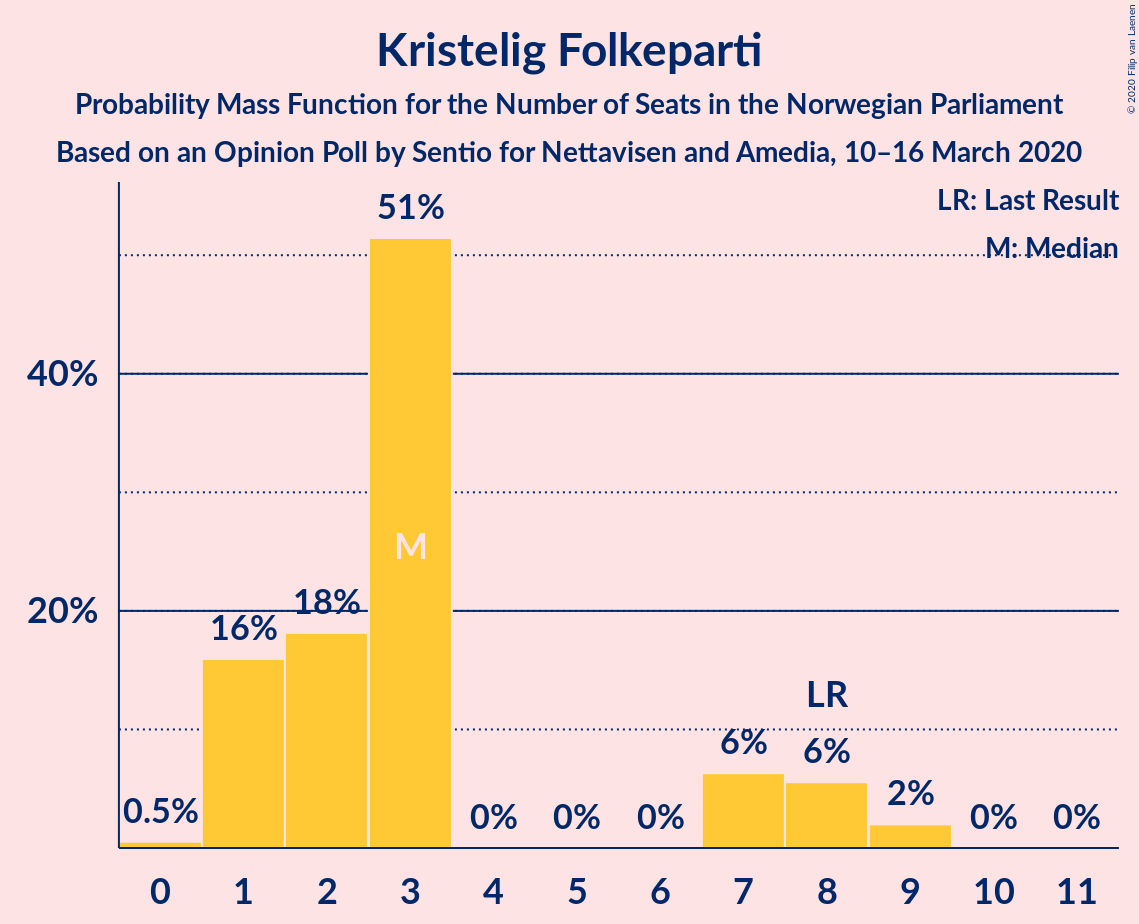 Kristelig Folkeparti
Probability Mass Function for the Number of Seats in the Norwegian Parliament
Based on an Opinion Poll by Sentio for Nettavisen and Amedia, 10–16 March 2020
© 2020 Filip van Laenen
LR: Last Result
M: Median
51%
40%
M
20%
18%
16%
LR
6%
6%
2%
0.5%
0%
0%
0%
0%
0%
0 1 2 3 4 5 6 7 8 9 10 11